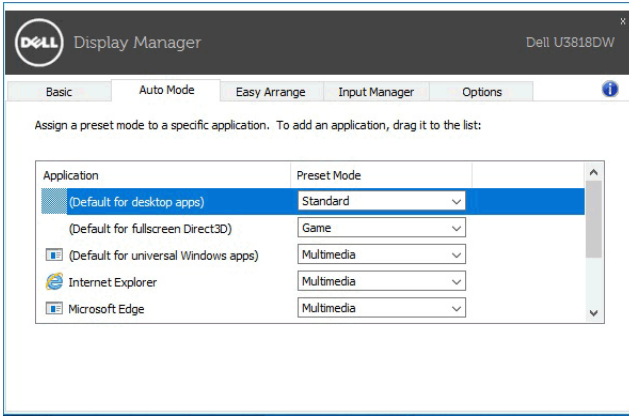 x
DELL Display Manager Dell U3818DW
Basic Auto Mode Easy Arrange Input Manager Options
Assign a preset mode to a specific application. To add an application, drag it to the list:
Application Preset Mode
(Default for desktop apps) Standard
(Default for fullscreen Direct3D) Game
(Default for universal Windows apps) Multimedia
Internet Explorer Multimedia
Microsoft Edge Multimedia